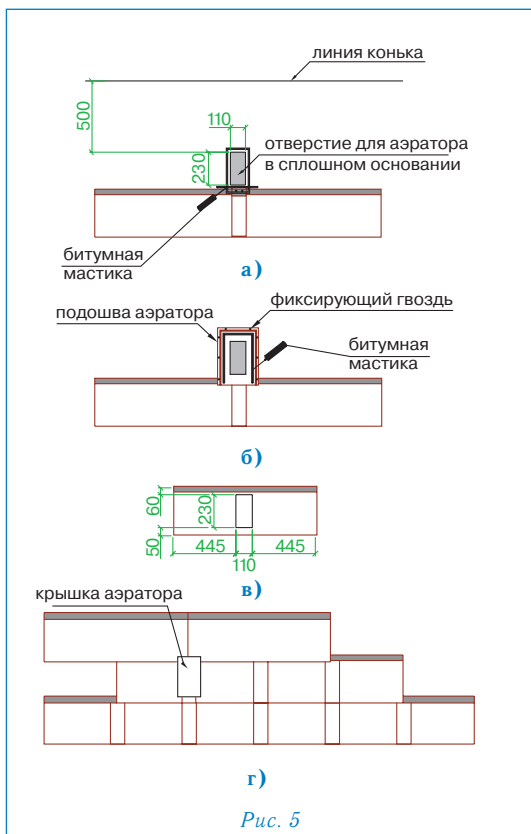 линия конька
500
110
230
отверстие для аэратора
в сплошном основании
битумная
мастика
а)
подошва аэратора
фиксирующий гвоздь
битумная
мастика
б)
60
50
230
445
110
445
в)
крышка аэратора
г)
Рис. 5